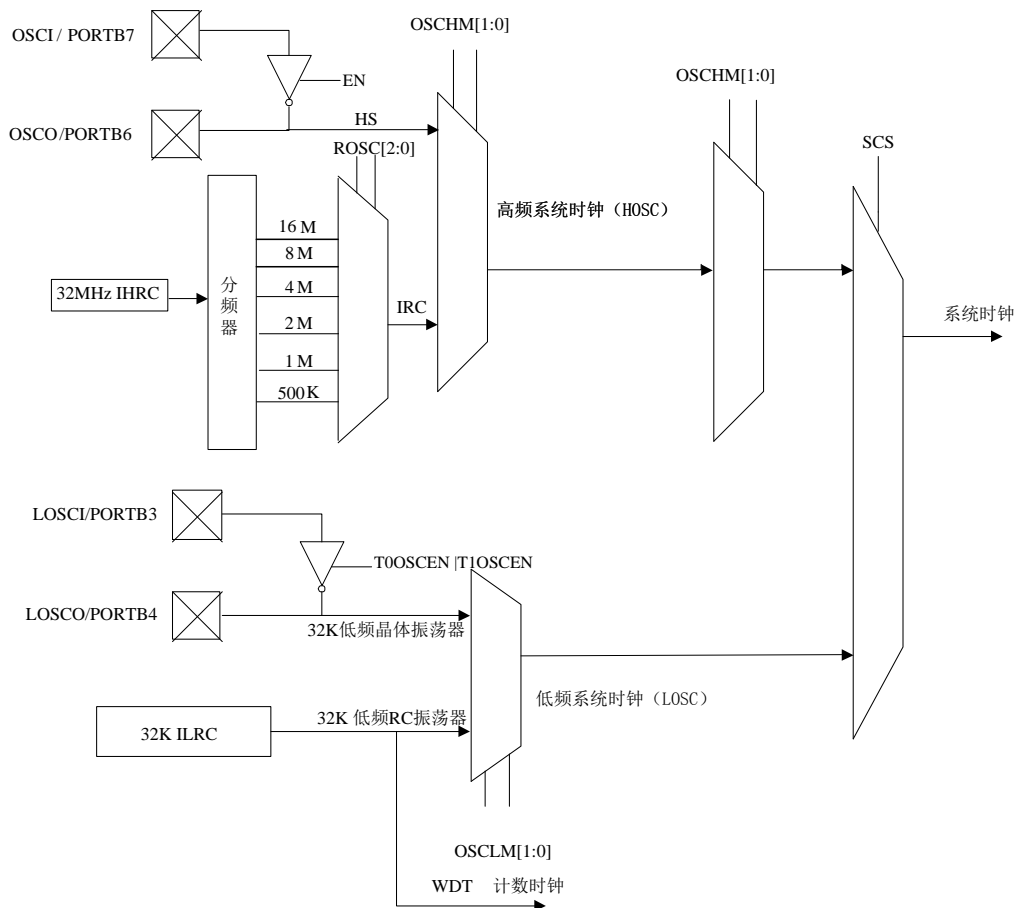 OSCI / PORTB7
OSCHM[1:0]
EN
OSCHM[1:0]
OSCO/PORTB6
HS
ROSC[2:0]
SCS
高频系统时钟（HOSC）
16 M
8 M
分频器
32MHz IHRC
4 M
IRC
系统时钟
2 M
1 M
500K
LOSCI/PORTB3
T0OSCEN |T1OSCEN
LOSCO/PORTB4
32K低频晶体振荡器
低频系统时钟（LOSC）
32K 低频RC振荡器
32K ILRC
OSCLM[1:0]
WDT 计数时钟